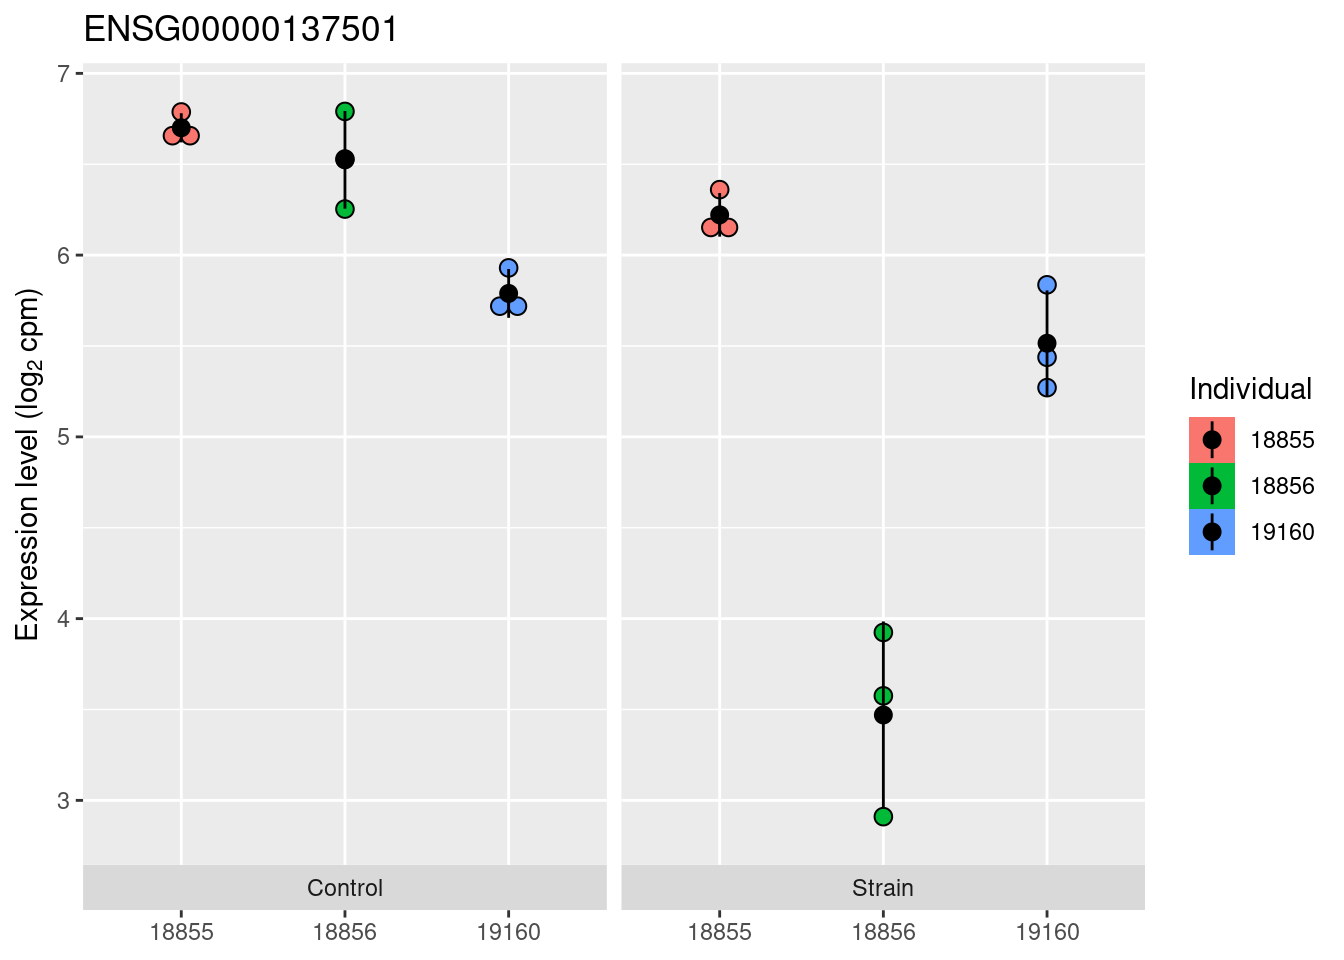 ENSG00000137501
7
6
5
4
3
Expression level (log₂ cpm)
Control
Strain
18855
18856
19160
18855
18856
19160
Individual
18855
18856
19160